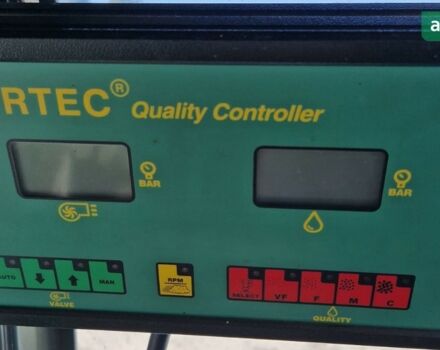 RTEC® Quality Controller
BAR
BAR
AUTO
MAN
RPM
SELECT
VF
F
M
C
VALVE
QUALITY